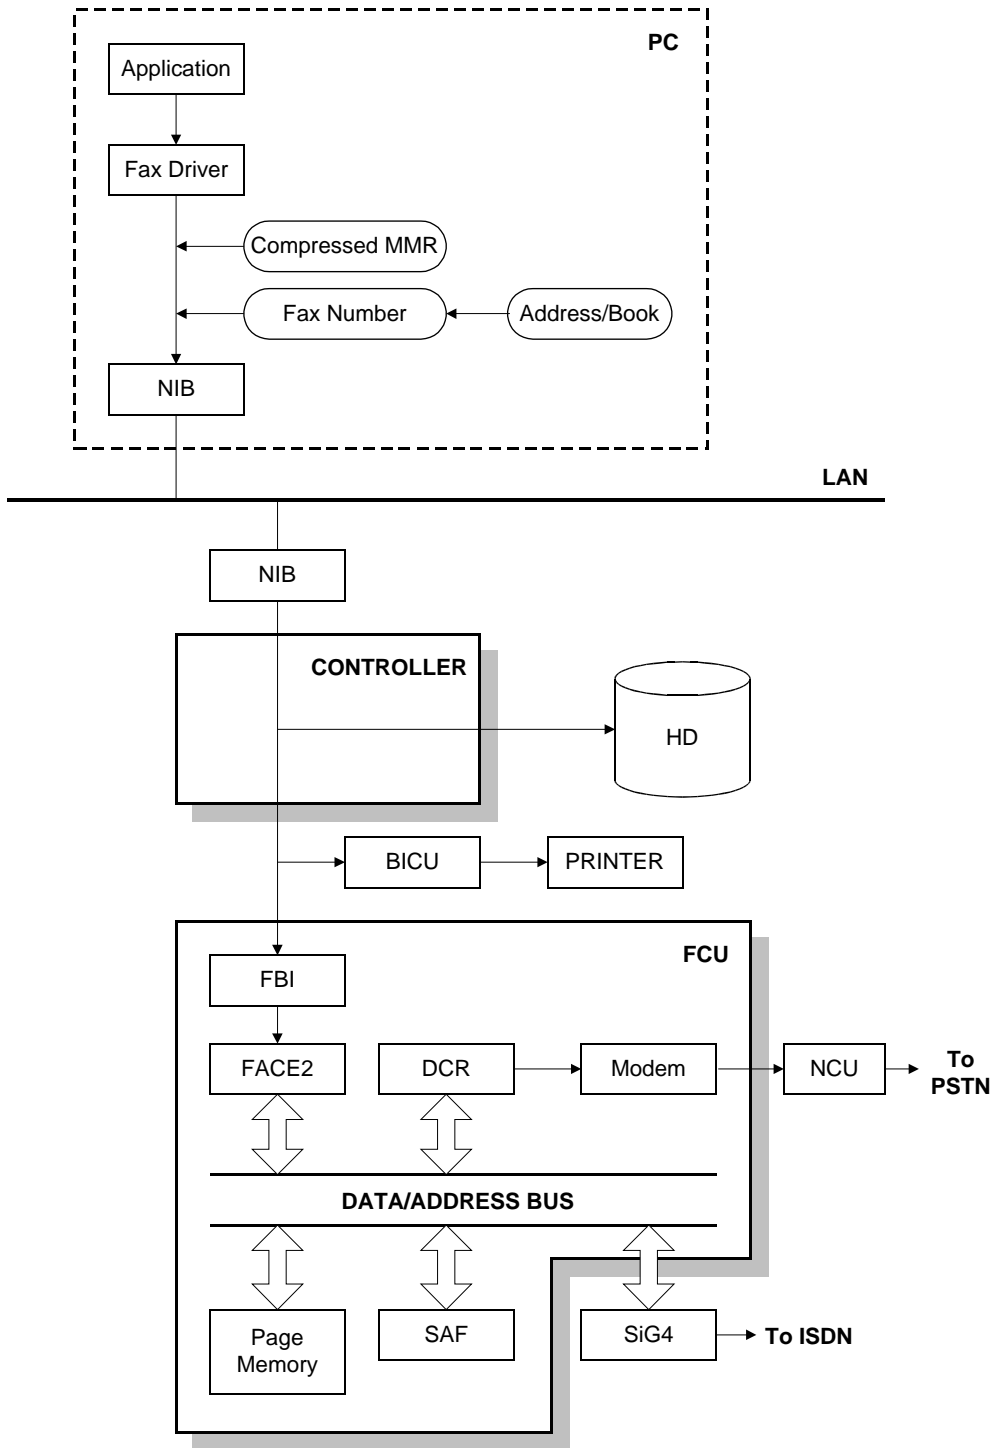 PC
Application
Fax Driver
Compressed MMR
Fax Number
Address/Book
NIB
LAN
NIB
CONTROLLER
HD
BICU
PRINTER
FCU
FBI
FACE2
DCR
Modem
NCU
To
PSTN
DATA/ADDRESS BUS
Page
Memory
SAF
SiG4
To ISDN